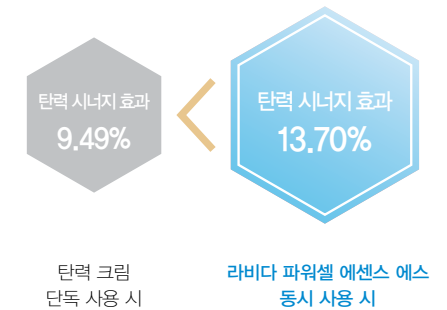 탄력 시너지 효과
9.49%
탄력 시너지 효과
13.70%
탄력 크림
단독 사용 시
라비다 파워셀 에센스 에스
동시 사용 시